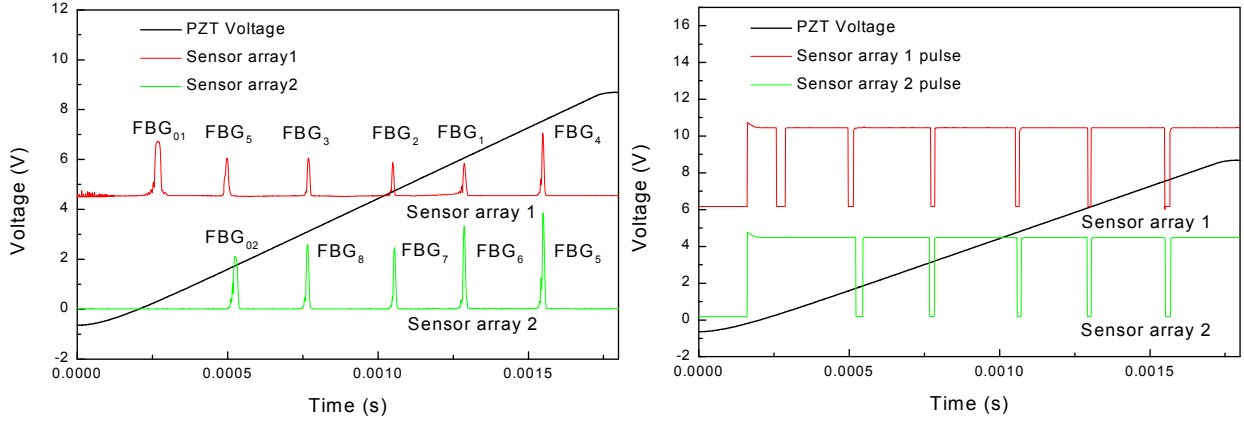 12
10
8
6
4
2
0
-2
Voltage (V)
PZT Voltage
Sensor array1
Sensor array2
FBG01
FBG5
FBG3
FBG2
FBG1
FBG4
Sensor array 1
FBG02
FBG8
FBG7
FBG6
FBG5
Sensor array 2
0.0000
0.0005
0.0010
0.0015
Time (s)
16
14
12
10
8
6
4
2
0
-2
Voltage (V)
PZT Voltage
Sensor array 1 pulse
Sensor array 2 pulse
Sensor array 1
Sensor array 2
0.0000
0.0005
0.0010
0.0015
Time (s)